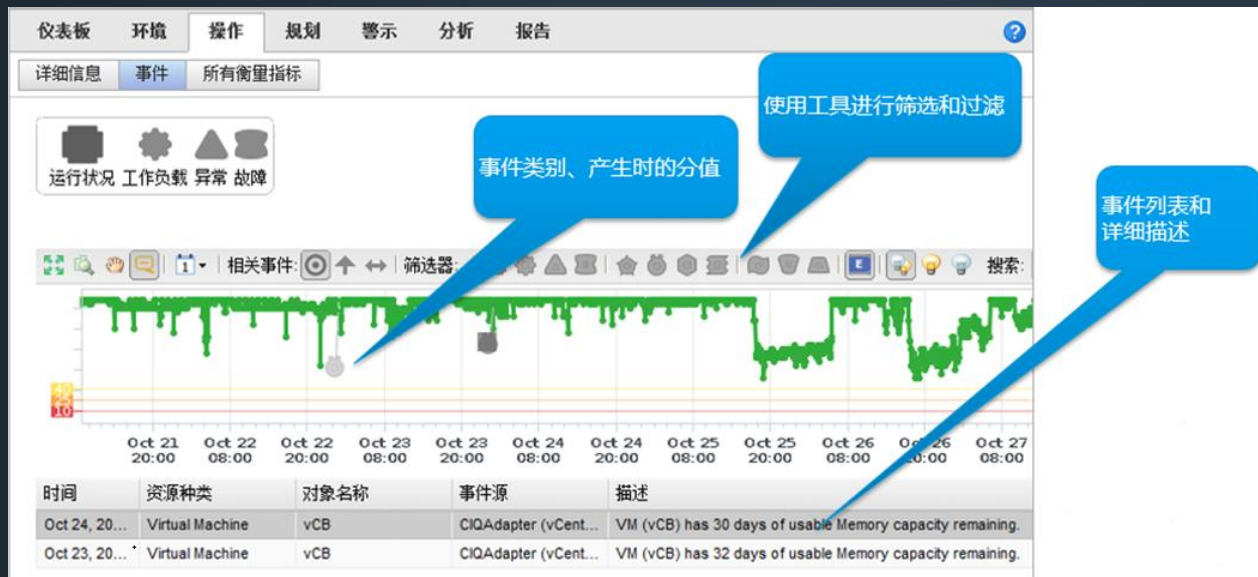 仪表板 环境 操作 规划 警示 分析 报告 ?
详细信息 事件 所有衡量指标
使用工具进行筛选和过滤
事件类别、产生时的分值
事件列表和
详细描述
运行状况 工作负载 异常 故障
1 相关事件: 筛选器: E 搜索:
40
25
10
Oct 21 Oct 22 Oct 22 Oct 23 Oct 23 Oct 24 Oct 24 Oct 25 Oct 25 Oct 26 Oct 26 Oct 27
20:00 08:00 20:00 08:00 20:00 08:00 20:00 08:00 20:00 08:00 20:00 08:00
时间 资源种类 对象名称 事件源 描述
Oct 24, 20... Virtual Machine vCB CIQAdapter (vCent... VM (vCB) has 30 days of usable Memory capacity remaining.
Oct 23, 20... Virtual Machine vCB CIQAdapter (vCent... VM (vCB) has 32 days of usable Memory capacity remaining.